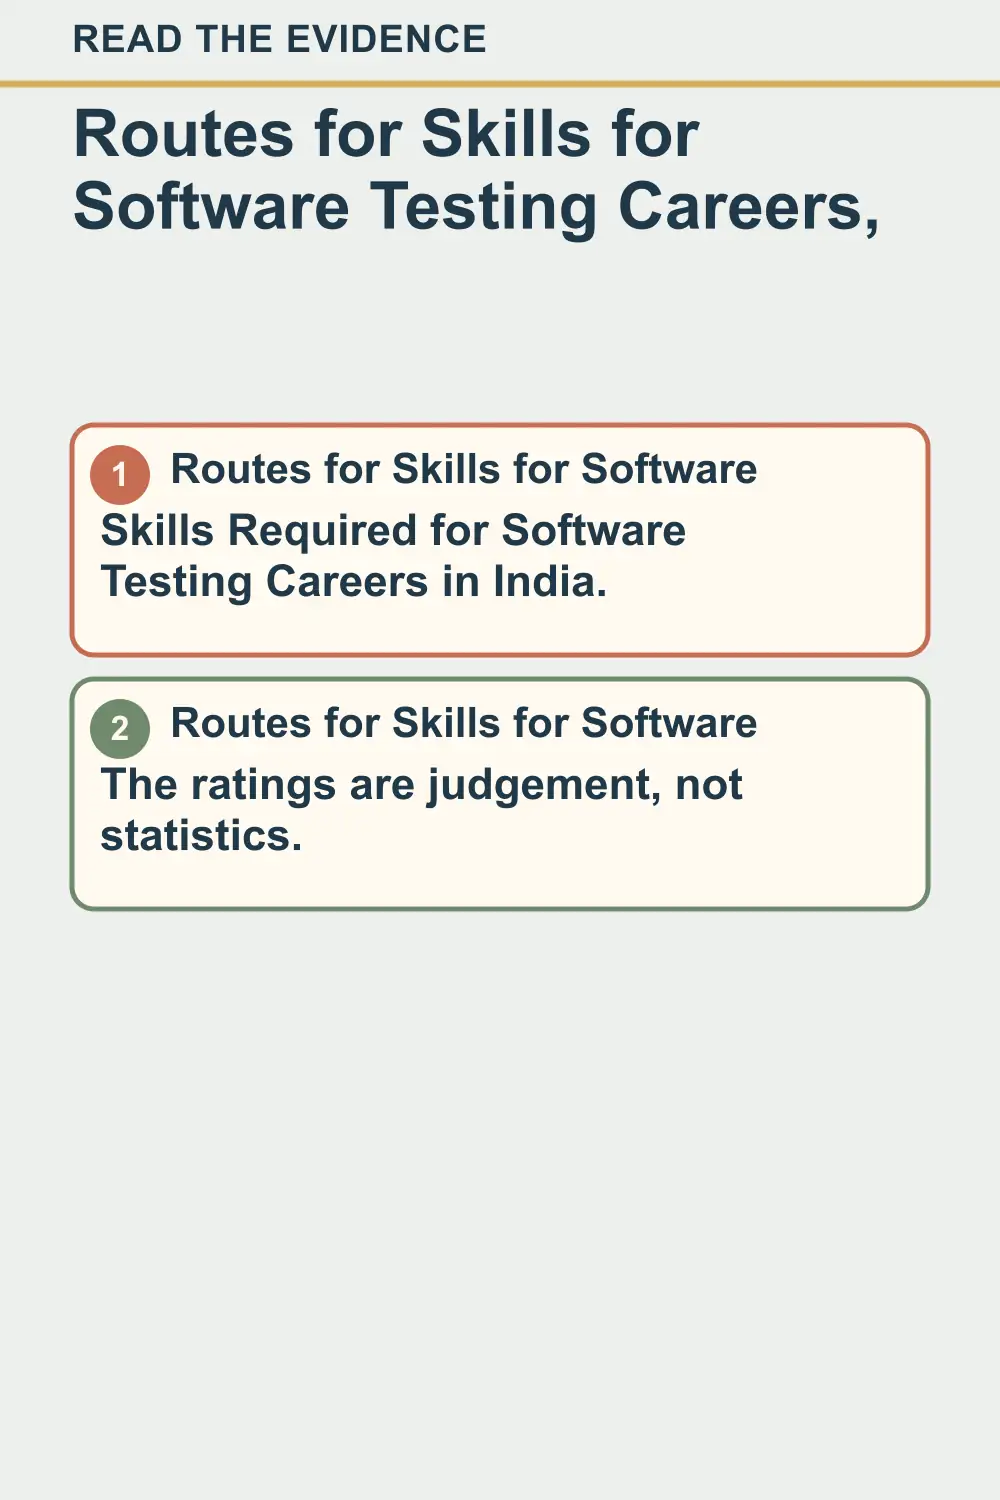 READ THE EVIDENCE
Routes for Skills for
Software Testing Careers,
1 Routes for Skills for Software
Skills Required for Software
Testing Careers in India.
2 Routes for Skills for Software
The ratings are judgement, not
statistics.